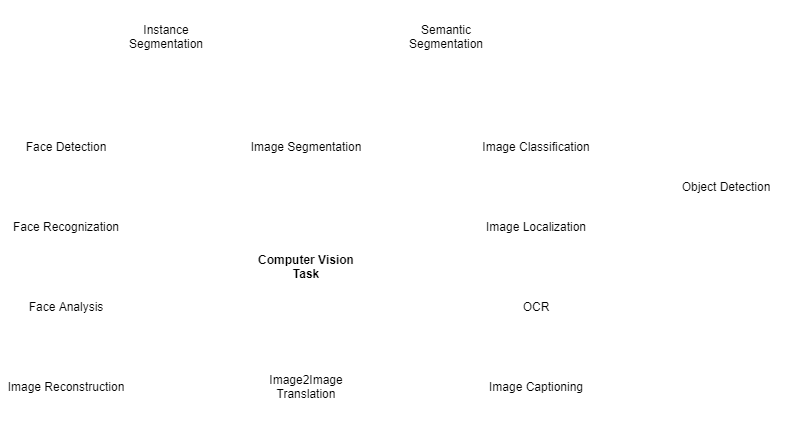 Instance
Segmentation
Semantic
Segmentation
Face Detection
Image Segmentation
Image Classification
Object Detection
Face Recognization
Image Localization
Computer Vision
Task
Face Analysis
OCR
Image Reconstruction
Image2Image
Translation
Image Captioning